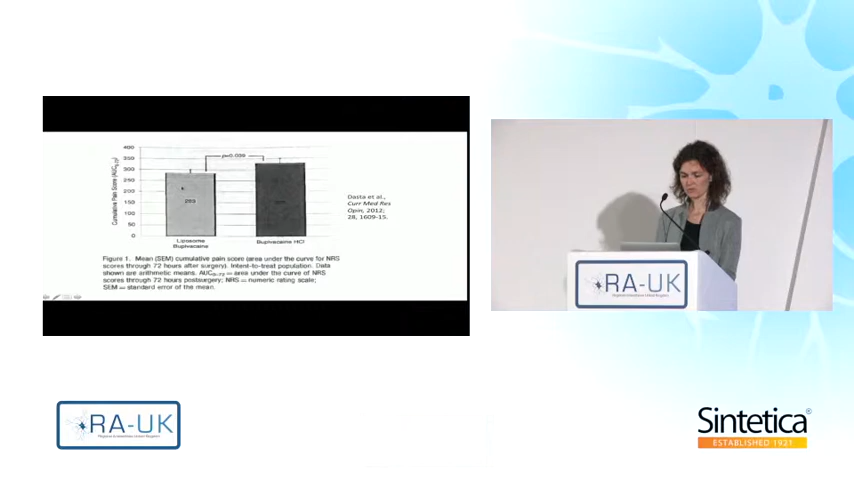 400
350
300
250
200
150
100
50
0
Cumulative Pain Score (AUC0-72)
p=0.039
283
Liposome
Bupivacaine
Bupivacaine HCl
Figure 1. Mean (SEM) cumulative pain score (area under the curve for NRS
scores through 72 hours after surgery). Intent-to-treat population. Data
shown are arithmetic means. AUC0-72 = area under the curve of NRS
scores through 72 hours postsurgery; NRS = numeric rating scale;
SEM = standard error of the mean.
Dasta et al.,
Curr Med Res
Opin, 2012;
28, 1609-15.
RA-UK
RA-UK
Sintetica®
ESTABLISHED 1921